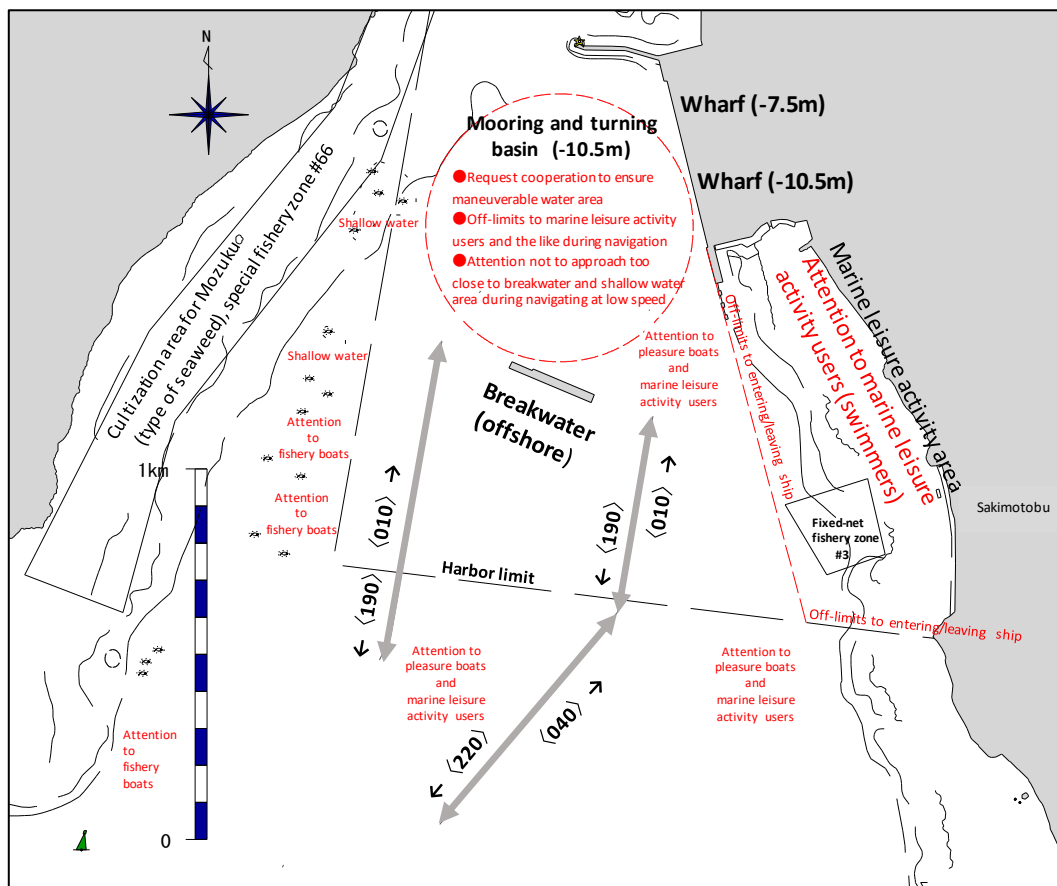 N
Wharf (-7.5m)
Mooring and turning
basin (-10.5m)
●Request cooperation to ensure
maneuverable water area
●Off-limits to marine leisure activity
users and the like during navigation
●Attention not to approach too
close to breakwater and shallow water
area during navigating at low speed
Wharf (-10.5m)
Cultization area for Mozuku
(type of seaweed), special fishery zone #66
Shallow water
Shallow water
Attention
to
fishery boats
Attention
to
fishery boats
Attention to
pleasure boats
and
marine leisure
activity users
Off-limits to entering/leaving ship
Marine leisure activity area
Attention to marine leisure
activity users (swimmers)
Breakwater
(offshore)
1km
〈010〉
〈190〉
〈190〉
〈010〉
Fixed-net
fishery zone
#3
Sakimotobu
Harbor limit
Off-limits to entering/leaving ship
Attention to
pleasure boats
and
marine leisure
activity users
Attention to
pleasure boats
and
marine leisure
activity users
〈220〉
〈040〉
Attention
to
fishery
boats
0